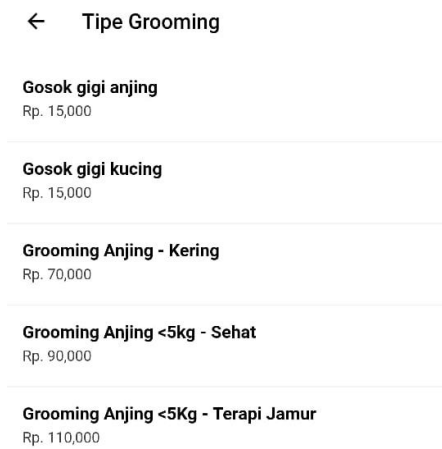 Tipe Grooming
Gosok gigi anjing
Rp. 15,000
Gosok gigi kucing
Rp. 15,000
Grooming Anjing - Kering
Rp. 70,000
Grooming Anjing <5kg - Sehat
Rp. 90,000
Grooming Anjing <5Kg - Terapi Jamur
Rp. 110,000